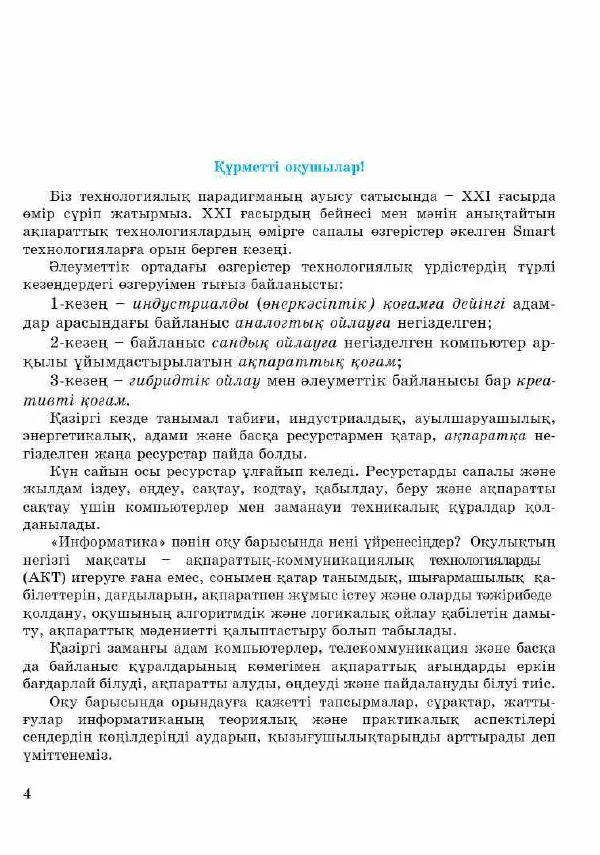 Құрметті оқушылар!
Біз технологиялық парадигманың ауысу сатысында – XXI ғасырда
өмір сүріп жатырмыз. XXI ғасырдың бейнесі мен мәнін анықтайтын
ақпараттық технологиялардың өмірге сапалы өзгерістер әкелген Smart
технологияларға орын берген кезеңі.
Әлеуметтік ортадағы өзгерістер технологиялық үрдістердің түрлі
кезеңдердегі өзгеруімен тығыз байланысты:
1-кезең – индустриалды (өнеркәсіптік) қоғамға дейінгі адам-
дар арасындағы байланыс аналогтық ойлауға негізделген;
2-кезең – байланыс сандық ойлауға негізделген компьютер ар-
қылы ұйымдастырылатын ақпараттық қоғам;
3-кезең – гибридтік ойлау мен әлеуметтік байланысы бар креа-
тивті қоғам.
Қазіргі кезде танымал табиғи, индустриалдық, ауылшаруашылық,
энергетикалық, адами және басқа ресурстармен қатар, ақпаратқа не-
гізделген жаңа ресурстар пайда болды.
Күн сайын осы ресурстар ұлғайып келеді. Ресурстарды сапалы және
жылдам іздеу, өңдеу, сақтау, кодтау, қабылдау, беру және ақпаратты
сақтау үшін компьютерлер мен заманауи техникалық құралдар қол-
данылады.
«Информатика» пәнін оқу барысында нені үйренесіңдер? Оқулықтың
негізгі мақсаты – ақпараттық-коммуникациялық технологияларды
(АКТ) игеруге ғана емес, сонымен қатар танымдық, шығармашылық қа-
білеттерін, дағдыларын, ақпаратпен жұмыс істеу және оларды тәжірибеде
қолдану, оқушының алгоритмдік және логикалық ойлау қабілетін дамы-
ту, ақпараттық мәдениетті қалыптастыру болып табылады.
Қазіргі заманғы адам компьютерлер, телекоммуникация және басқа
да байланыс құралдарының көмегімен ақпараттық ағындарды еркін
бағдарлай білуді, ақпаратты алуды, өңдеуді және пайдалануды білуі тиіс.
Оқу барысында орындауға қажетті тапсырмалар, сұрақтар, жатты-
ғулар информатиканың теориялық және практикалық аспектілері
сендердің көңілдеріңді аударып, қызығушылықтарыңды арттырады деп
үміттенеміз.
4